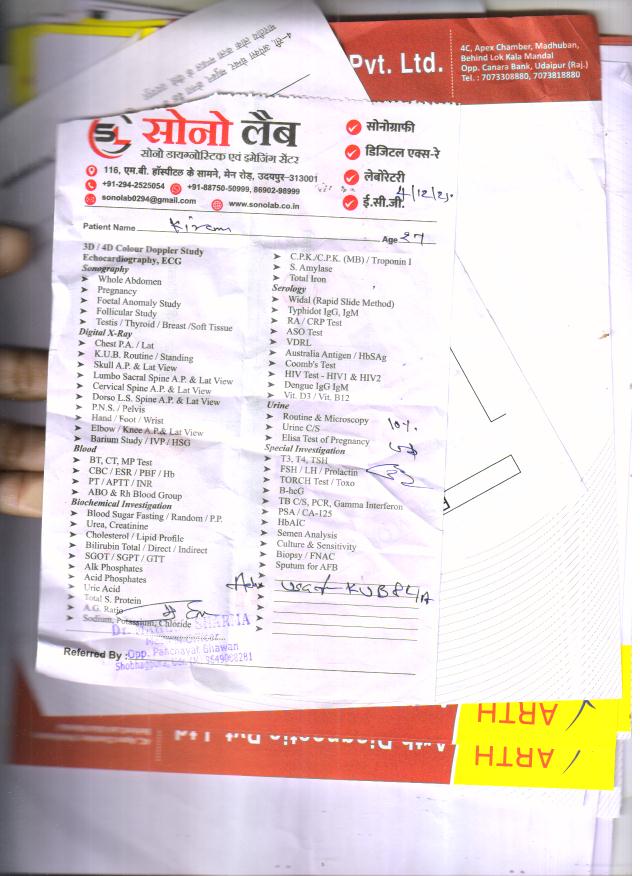 Pvt. Ltd.
4C, Apex Chamber, Madhuban,
Behind Lok Kala Mandal
Opp. Canara Bank, Udaipur (Raj.)
Tel. : 7073308880, 7073818880
SL सोनो लैब
सोनो डायग्नोस्टिक एवं इमेजिंग सेंटर
116, एम.बी. हॉस्पीटल के सामने, मेन रोड़, उदयपुर-313001
+91-294-2525054 +91-88750-50999, 86902-98999
sonolab0294@gmail.com www.sonolab.co.in
सोनोग्राफी
डिजिटल एक्स-रे
लेबोरेटरी
ई.सी.जी.
4/12/20
Patient Name Kiran Age 27
3D / 4D Colour Doppler Study
Echocardiography, ECG
Sonography
Whole Abdomen
Pregnancy
Foetal Anomaly Study
Follicular Study
Testis / Thyroid / Breast /Soft Tissue
Digital X-Ray
Chest P.A. / Lat
K.U.B. Routine / Standing
Skull A.P. & Lat View
Lumbo Sacral Spine A.P. & Lat View
Cervical Spine A.P. & Lat View
Dorso L.S. Spine A.P. & Lat View
P.N.S. / Pelvis
Hand / Foot / Wrist
Elbow / Knee A.P & Lat View
Barium Study / IVP / HSG
Blood
BT, CT, MP Test
CBC / ESR / PBF / Hb
PT / APTT / INR
ABO & Rh Blood Group
Biochemical Investigation
Blood Sugar Fasting / Random / P.P.
Urea, Creatinine
Cholesterol / Lipid Profile
Bilirubin Total / Direct / Indirect
SGOT / SGPT / GTT
Alk Phosphates
Acid Phosphates
Uric Acid
Total S. Protein
A.G. Ratio
Sodium, Potassium, Chloride
C.P.K./C.P.K. (MB) / Troponin I
S. Amylase
Total Iron
Serology
Widal (Rapid Slide Method)
Typhidot IgG, IgM
RA / CRP Test
ASO Test
VDRL
Australia Antigen / HbSAg
Coomb's Test
HIV Test - HIV1 & HIV2
Dengue IgG IgM
Vit. D3 / Vit. B12
Urine
Routine & Microscopy 10%
Urine C/S
Elisa Test of Pregnancy
Special Investigation
T3, T4, TSH
FSH / LH / Prolactin
TORCH Test / Toxo
B-hcG
TB C/S, PCR, Gamma Interferon
PSA / CA-125
HbAIC
Semen Analysis
Culture & Sensitivity
Biopsy / FNAC
Sputum for AFB
KUB
Referred By : Opp. Panchayat Bhawan
ARTH
Arth Diagnostic Pvt. Ltd
ARTH